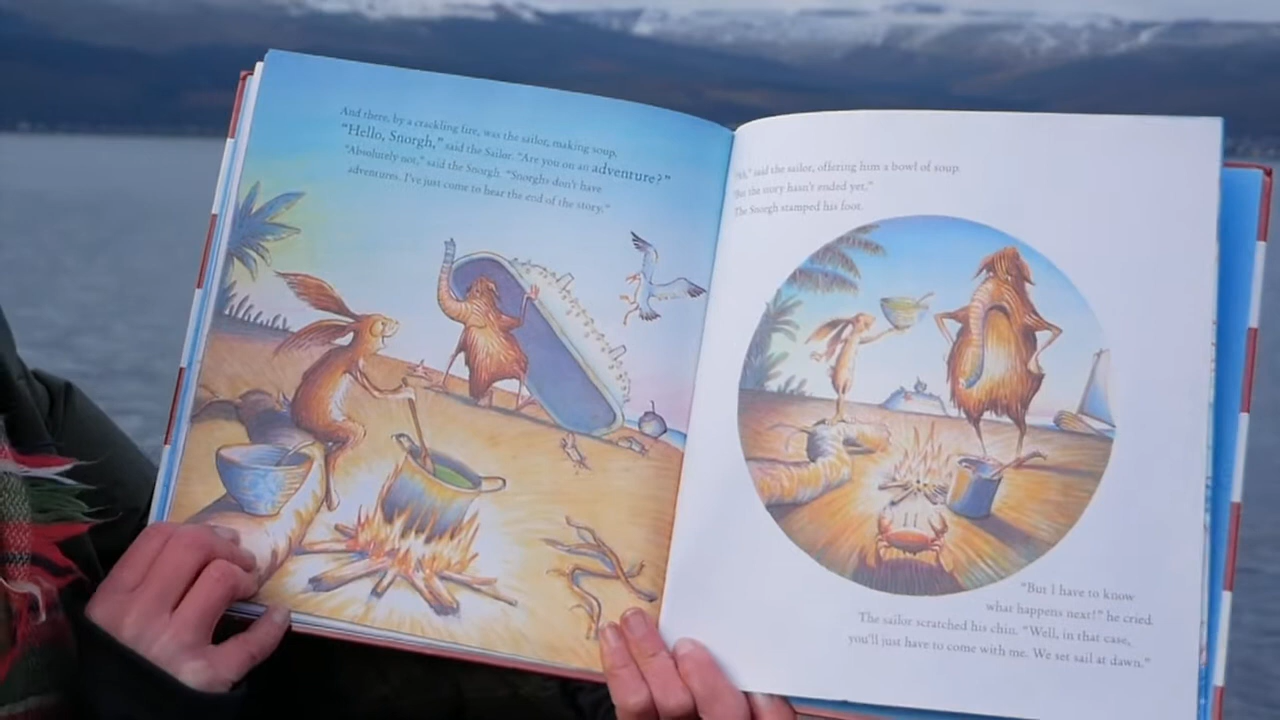 And there, by a crackling fire, was the sailor, making soup.
"Hello, Snorgh," said the Sailor. "Are you on an adventure?"
"Absolutely not," said the Snorgh. "Snorghs don't have
adventures. I've just come to hear the end of the story."
"Ah," said the sailor, offering him a bowl of soup.
"But the story hasn't ended yet."
The Snorgh stamped his foot.
"But I have to know
what happens next!" he cried.
The sailor scratched his chin. "Well, in that case,
you'll just have to come with me. We set sail at dawn."